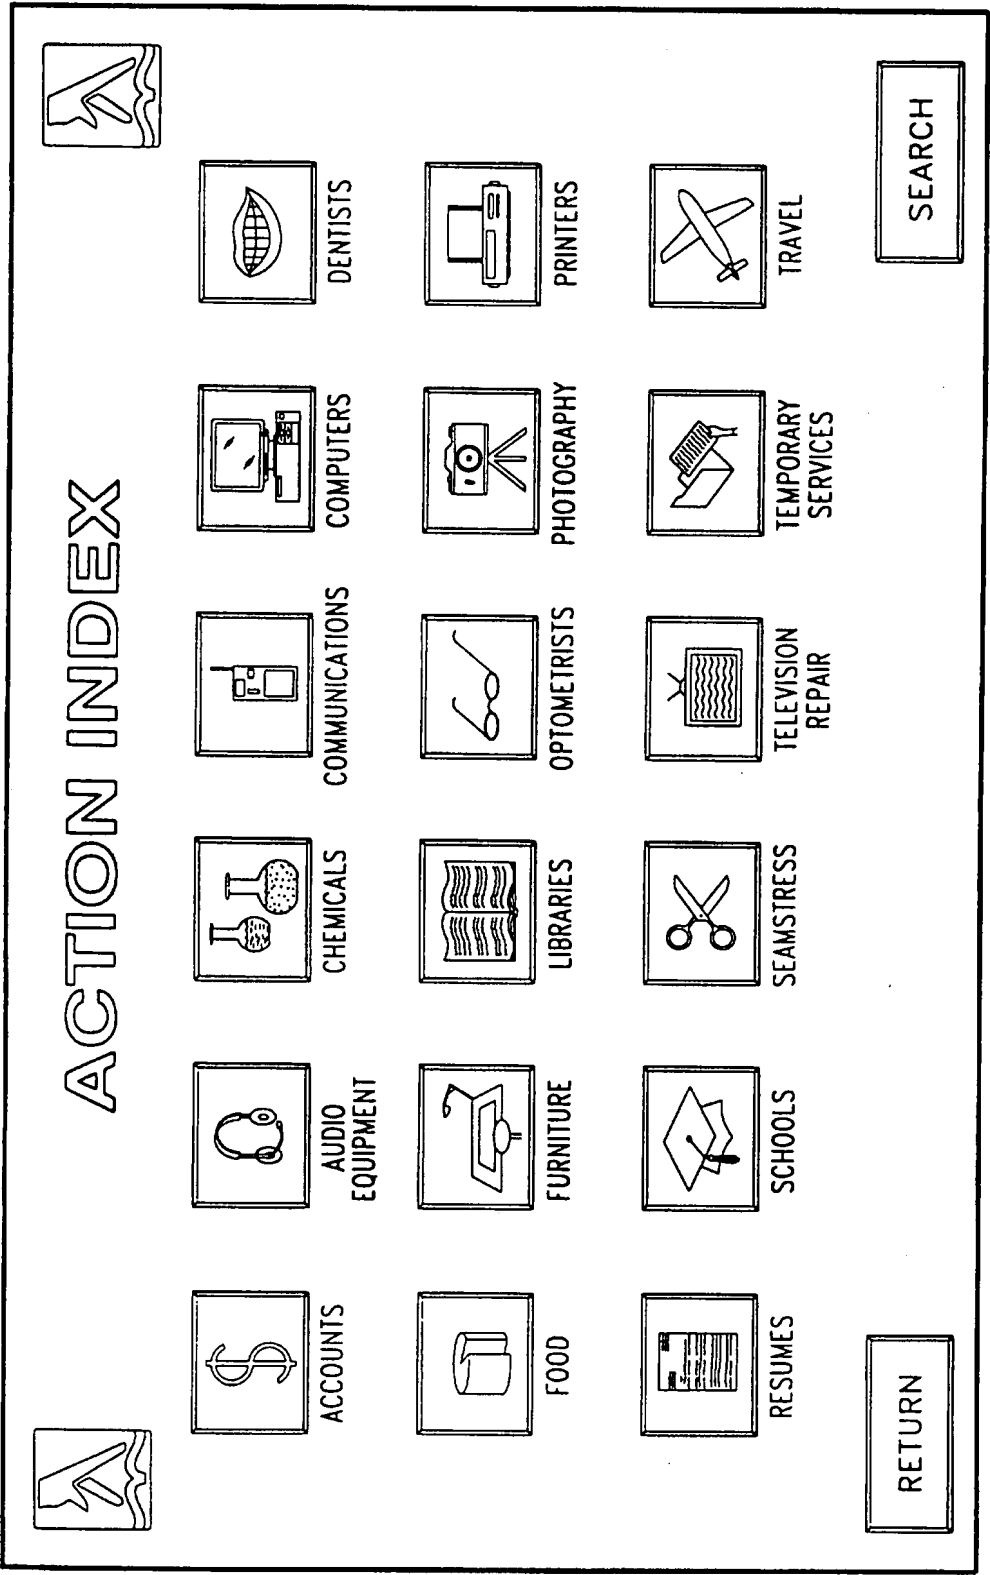 ACTION INDEX
ACCOUNTS
AUDIO
EQUIPMENT
CHEMICALS
COMMUNICATIONS
COMPUTERS
DENTISTS
FOOD
FURNITURE
LIBRARIES
OPTOMETRISTS
PHOTOGRAPHY
PRINTERS
RESUMES
SCHOOLS
SEAMSTRESS
TELEVISION
REPAIR
TEMPORARY
SERVICES
TRAVEL
RETURN
SEARCH